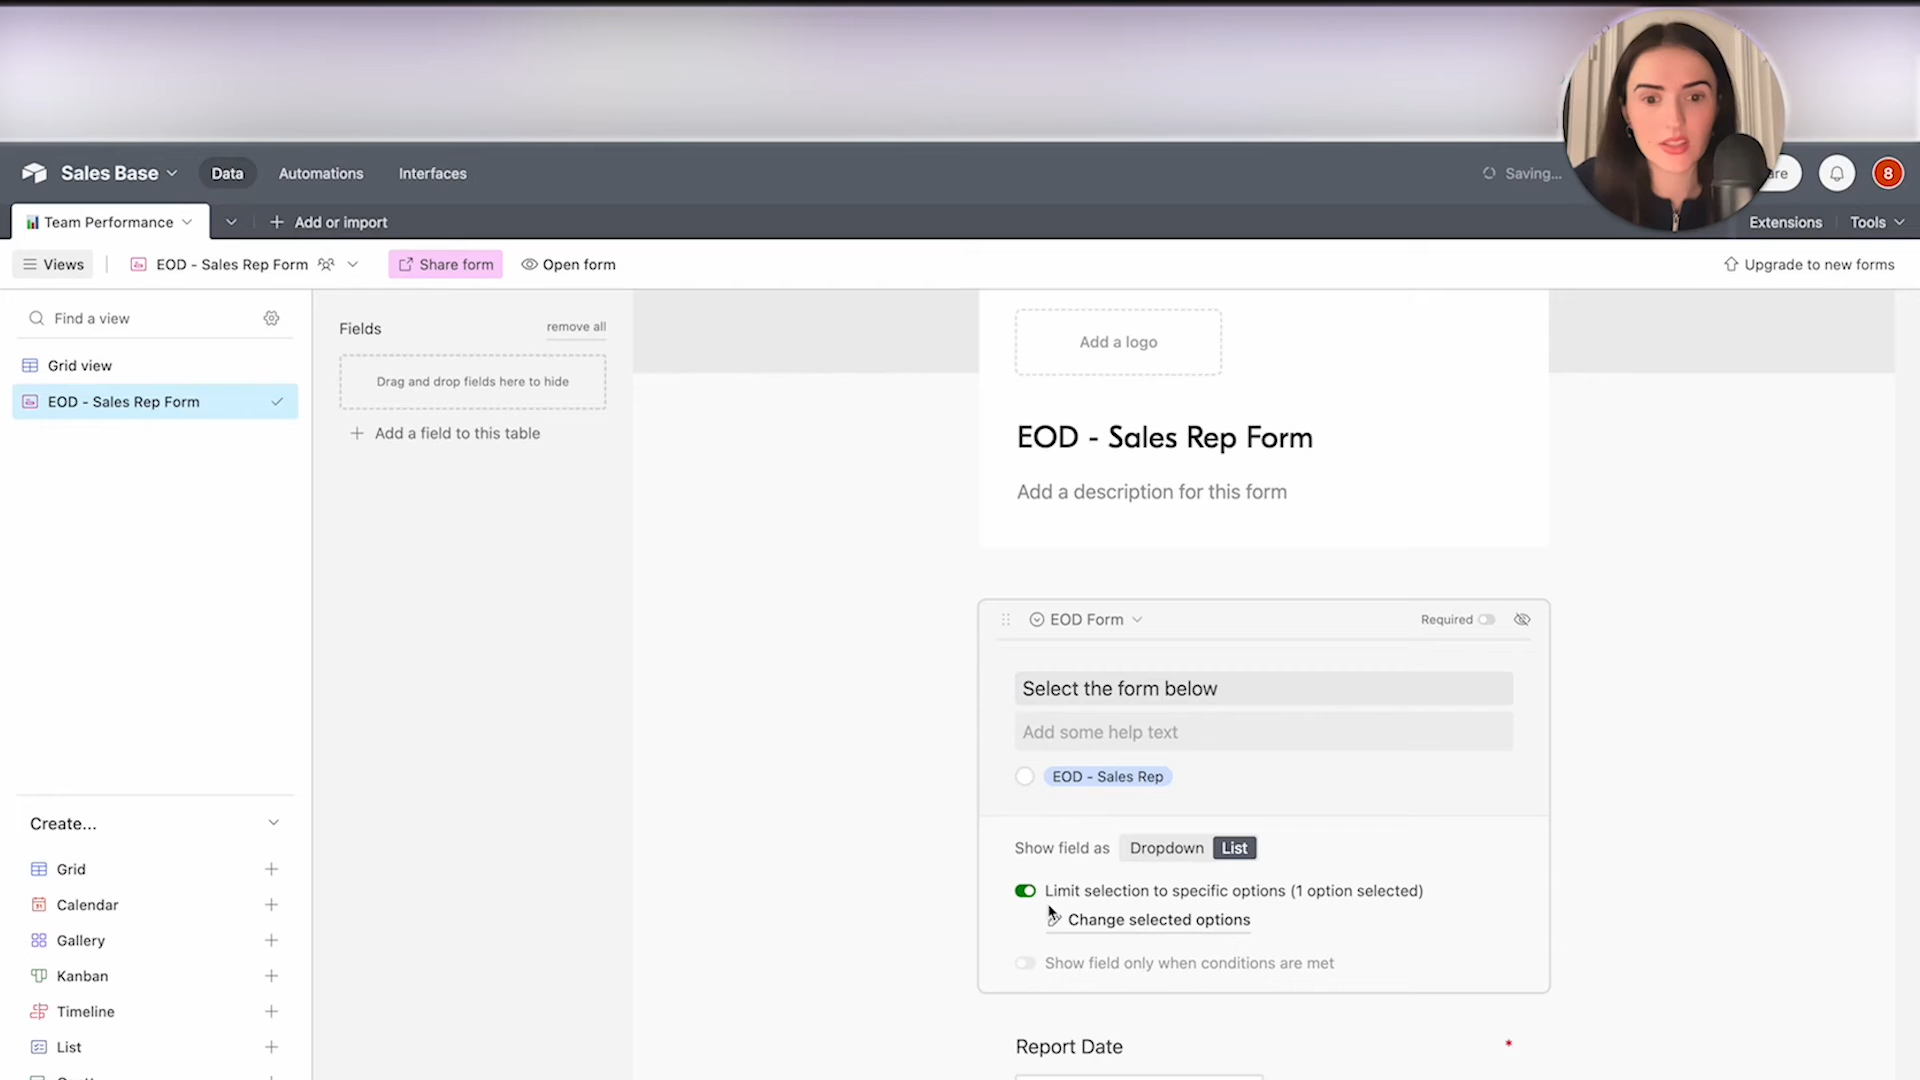 Sales Base
Data
Automations
Interfaces
Saving...
8
Team Performance
Add or import
Extensions
Tools
Views
EOD - Sales Rep Form
Share form
Open form
Upgrade to new forms
Find a view
Grid view
EOD - Sales Rep Form
Create...
Grid
Calendar
Gallery
Kanban
Timeline
List
Fields
remove all
Drag and drop fields here to hide
Add a field to this table
Add a logo
EOD - Sales Rep Form
Add a description for this form
EOD Form
Required
Select the form below
Add some help text
EOD - Sales Rep
Show field as
Dropdown
List
Limit selection to specific options (1 option selected)
Change selected options
Show field only when conditions are met
Report Date *